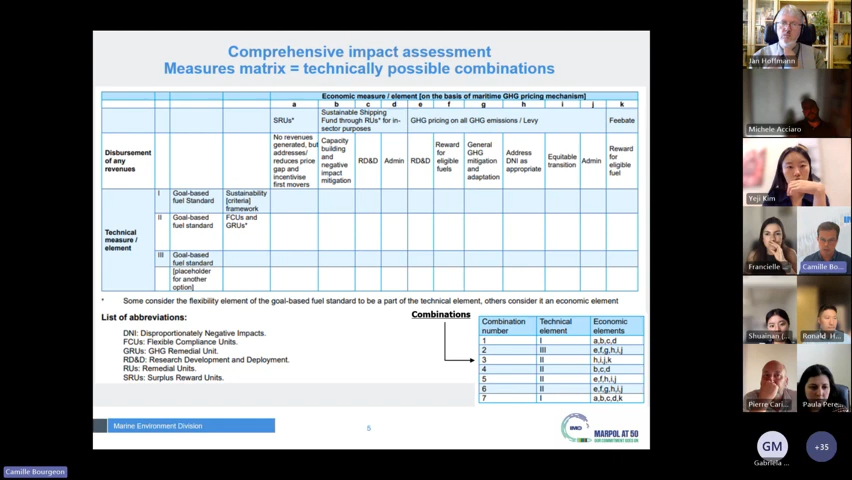 Comprehensive impact assessment
Measures matrix = technically possible combinations
Economic measure / element [on the basis of maritime GHG pricing mechanism]
a b c d e f g h i j k
SRUs*
Sustainable Shipping Fund through RUs* for in-sector purposes
GHG pricing on all GHG emissions / Levy
Feebate
Disbursement of any revenues
No revenues generated, but addresses/ reduces price gap and incentivise first movers
Capacity building and negative impact mitigation
RD&D
Admin
RD&D
Reward for eligible fuels
General GHG mitigation and adaptation
Address DNI as appropriate
Equitable transition
Admin
Reward for eligible fuel
Technical measure / element
I Goal-based fuel Standard Sustainability [criteria] framework
II Goal-based fuel standard FCUs and GRUs*
III Goal-based fuel standard
[placeholder for another option]
* Some consider the flexibility element of the goal-based fuel standard to be a part of the technical element, others consider it an economic element
List of abbreviations:
DNI: Disproportionately Negative Impacts.
FCUs: Flexible Compliance Units.
GRUs: GHG Remedial Unit.
RD&D: Research Development and Deployment.
RUs: Remedial Units.
SRUs: Surplus Reward Units.
Combinations
Combination number Technical element Economic elements
1 I a,b,c,d
2 III e,f,g,h,i,j
3 II h,i,j,k
4 II b,c,d
5 II e,f,h,i,j
6 II e,f,g,h,i,j
7 I a,b,c,d,k
Marine Environment Division
5
IMO
MARPOL AT 50
OUR COMMITMENT GOES ON
Camille Bourgeon
Jan Hoffmann
Michele Acciaro
Yeji Kim
Francielle ...
Camille Bo...
Shuainan (...
Ronald H...
Pierre Cari...
Paula Pere...
GM
Gabriela ...
+35